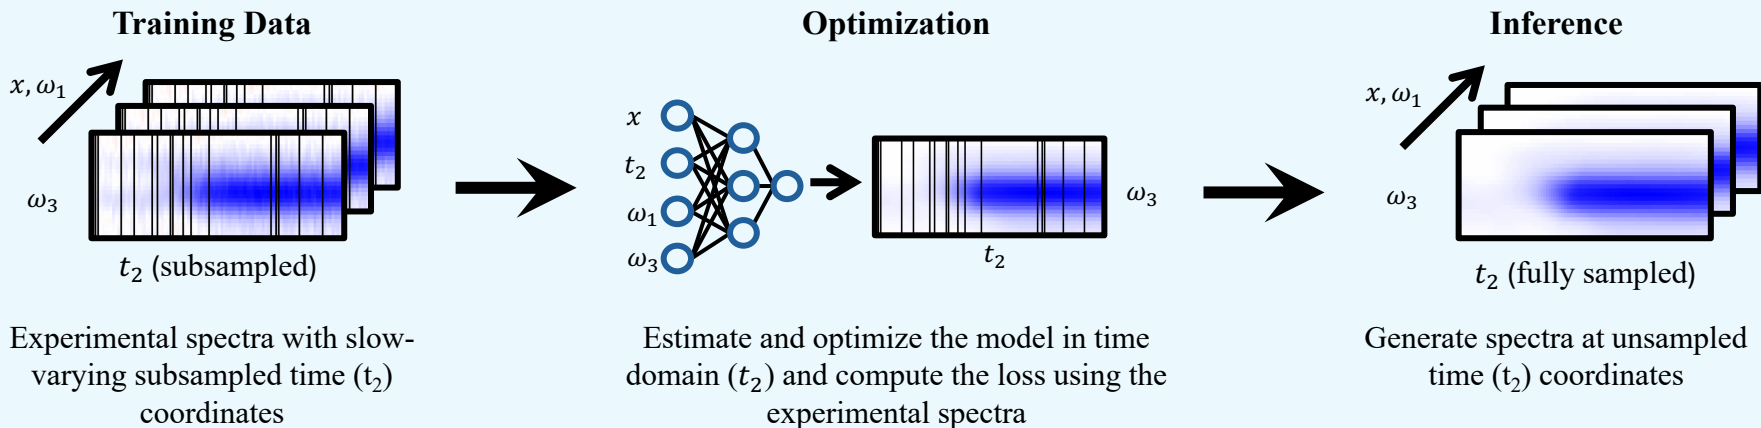 Training Data
x, ω₁
ω₃
t₂ (subsampled)
Experimental spectra with slow-
varying subsampled time (t₂)
coordinates
Optimization
x
t₂
ω₁
ω₃
ω₃
t₂
Estimate and optimize the model in time
domain (t₂) and compute the loss using the
experimental spectra
Inference
x, ω₁
ω₃
t₂ (fully sampled)
Generate spectra at unsampled
time (t₂) coordinates